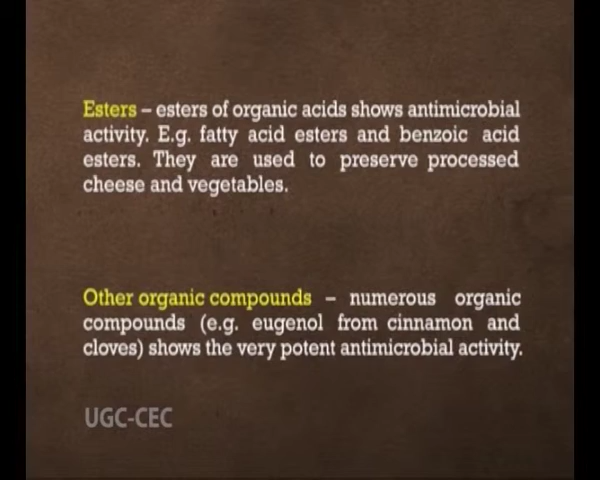 Esters – esters of organic acids shows antimicrobial
activity. E.g. fatty acid esters and benzoic acid
esters. They are used to preserve processed
cheese and vegetables.
Other organic compounds – numerous organic
compounds (e.g. eugenol from cinnamon and
cloves) shows the very potent antimicrobial activity.
UGC-CEC